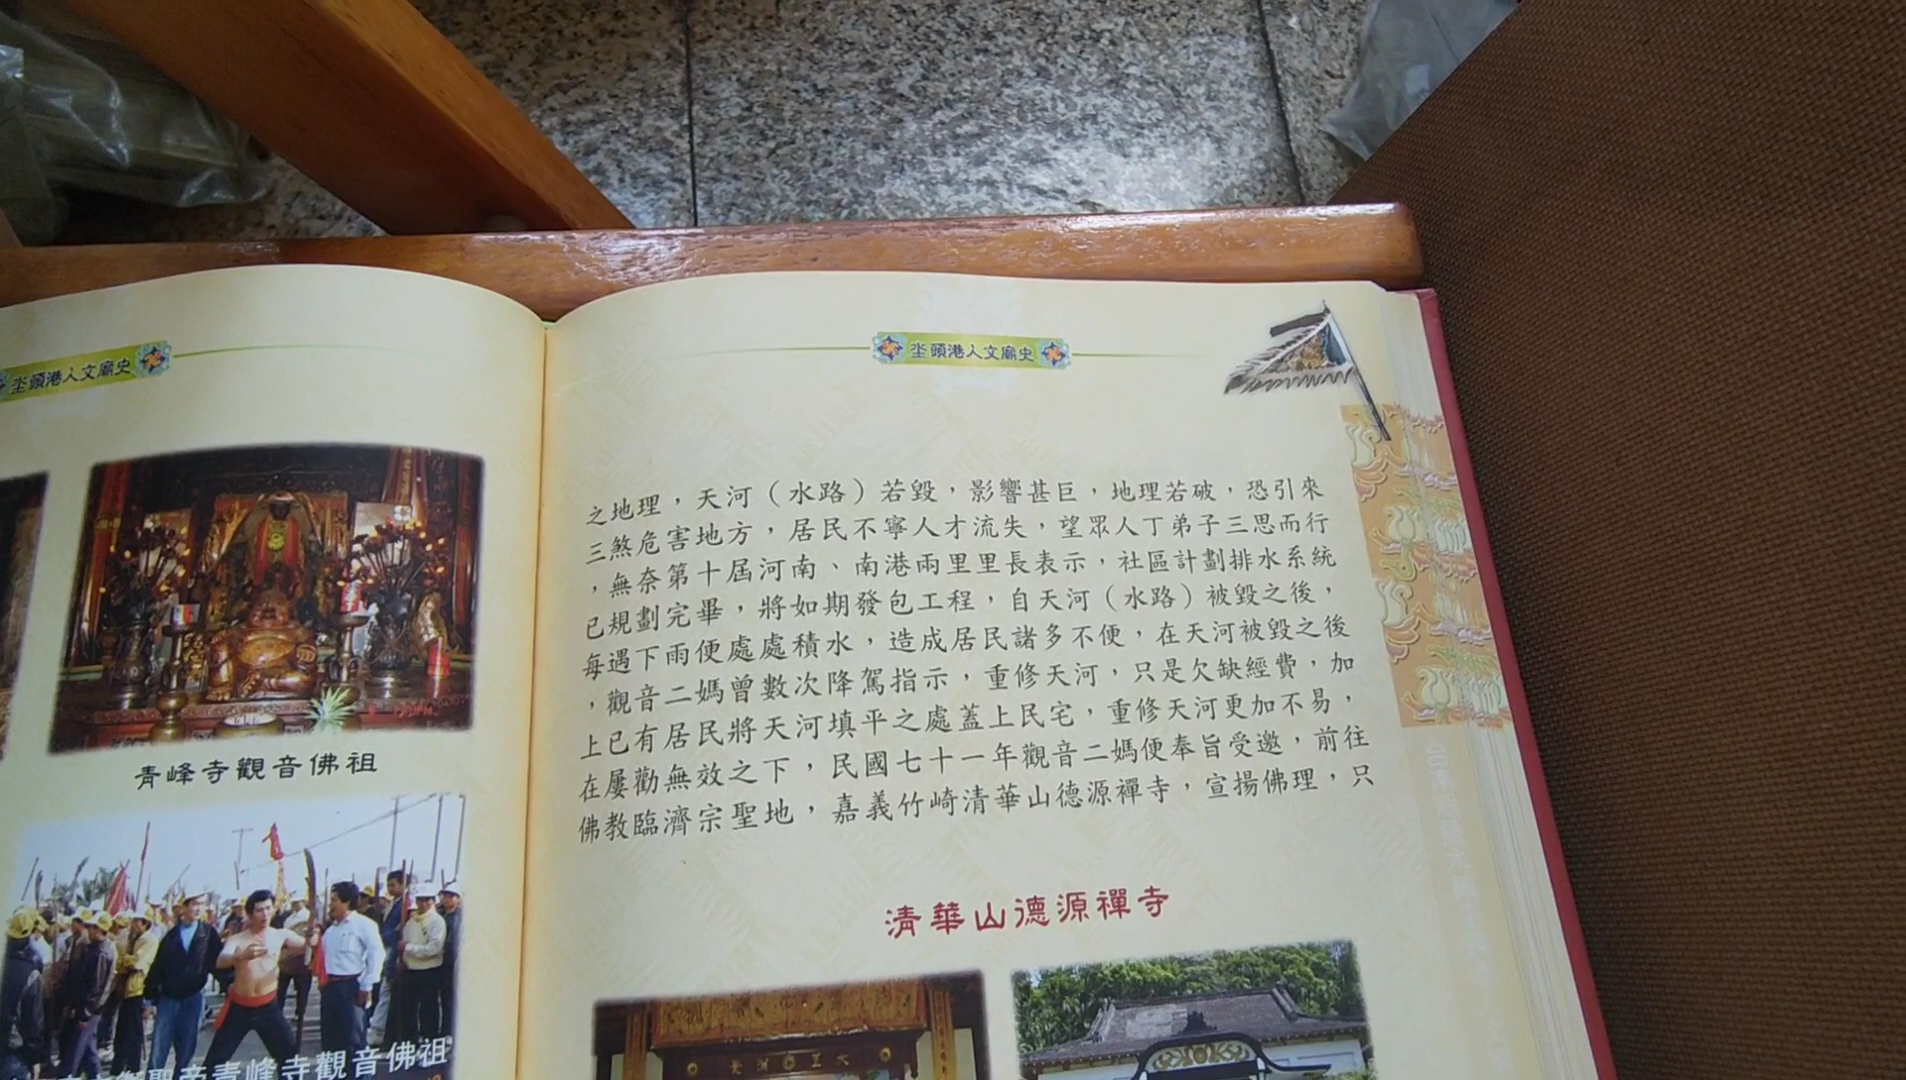 坔頭港人文廟史
青峰寺觀音佛祖
聖帝青峰寺觀音佛祖
坔頭港人文廟史
之地理，天河（水路）若毀，影響甚巨，地理若破，恐引來
三煞危害地方，居民不寧人才流失，望眾人丁弟子三思而行
，無奈第十屆河南、南港兩里里長表示，社區計劃排水系統
已規劃完畢，將如期發包工程，自天河（水路）被毀之後，
每遇下雨便處處積水，造成居民諸多不便，在天河被毀之後
，觀音二媽曾數次降駕指示，重修天河，只是欠缺經費，加
上已有居民將天河填平之處蓋上民宅，重修天河更加不易，
在屢勸無效之下，民國七十一年觀音二媽便奉旨受邀，前往
佛教臨濟宗聖地，嘉義竹崎清華山德源禪寺，宣揚佛理，只
清華山德源禪寺